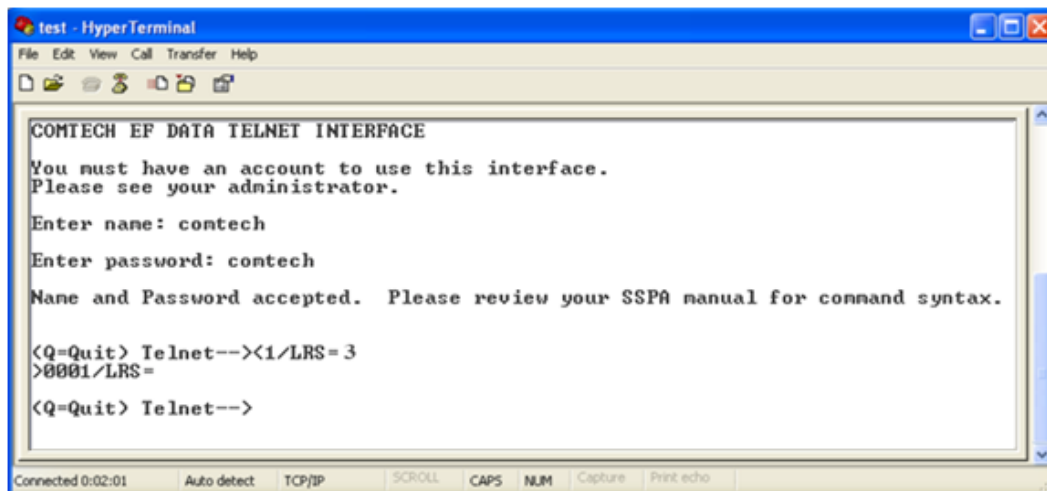 test - HyperTerminal
File Edit View Call Transfer Help
COMTECH EF DATA TELNET INTERFACE
You must have an account to use this interface.
Please see your administrator.
Enter name: comtech
Enter password: comtech
Name and Password accepted. Please review your SSPA manual for command syntax.
(Q=Quit) Telnet--><1/LRS=3
>0001/LRS=
(Q=Quit) Telnet-->
Connected 0:02:01 Auto detect TCP/IP SCROLL CAPS NUM Capture Print echo